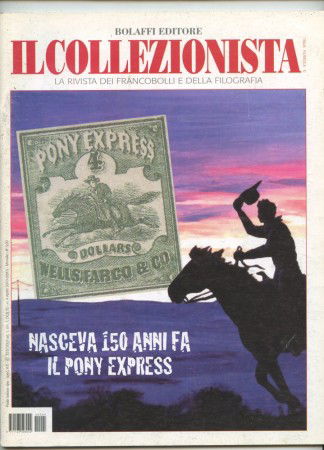 BOLAFFI EDITORE
IL COLLEZIONISTA
LA RIVISTA DEI FRANCOBOLLI E DELLA FILOGRAFIA
PONY EXPRESS
DOLLARS
WELLS, FARGO & CO.
NASCEVA 150 ANNI FA
IL PONY EXPRESS